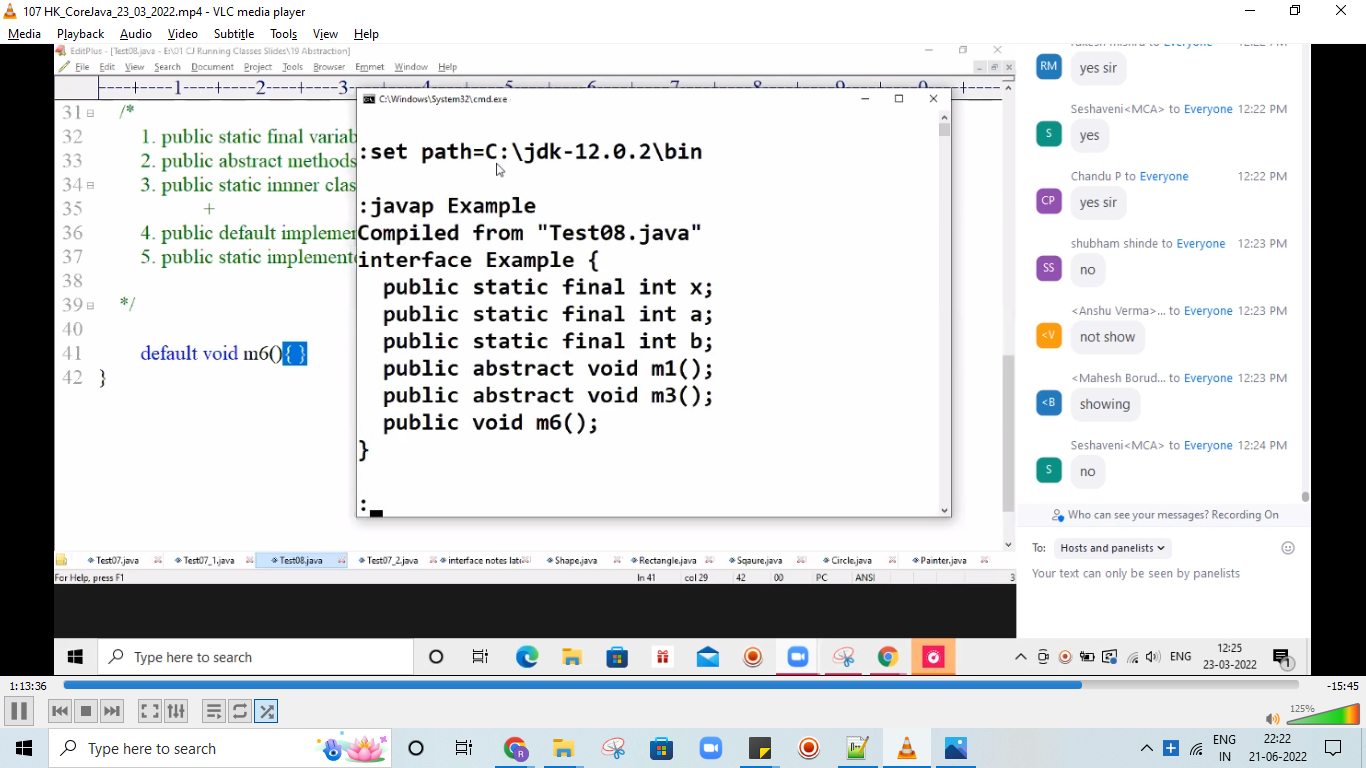 107 HK_CoreJava_23_03_2022.mp4 - VLC media player
Media Playback Audio Video Subtitle Tools View Help
EditPlus - [Test08.java - E:\01 CJ Running Classes Slides\19 Abstraction]
File Edit View Search Document Project Tools Browser Emmet Window Help
----+----1----+----2----+----3-
31 /*
32 1. public static final variab
33 2. public abstract methods
34 3. public static innner clas
35 +
36 4. public default implemen
37 5. public static implemente
38
39 */
40
41 default void m6(){ }
42 }
C:\Windows\System32\cmd.exe
:set path=C:\jdk-12.0.2\bin
:javap Example
Compiled from "Test08.java"
interface Example {
public static final int x;
public static final int a;
public static final int b;
public abstract void m1();
public abstract void m3();
public void m6();
}
:
Test07.java Test07_1.java Test08.java Test07_2.java interface notes late Shape.java Rectangle.java Sqaure.java Circle.java Painter.java
For Help, press F1 ln 41 col 29 42 00 PC ANSI
to Everyone 12:22 PM
RM yes sir
Seshaveni<MCA> to Everyone 12:22 PM
S yes
Chandu P to Everyone 12:22 PM
CP yes sir
shubham shinde to Everyone 12:23 PM
SS no
<Anshu Verma>... to Everyone 12:23 PM
<V not show
<Mahesh Borud... to Everyone 12:23 PM
<B showing
Seshaveni<MCA> to Everyone 12:24 PM
S no
Who can see your messages? Recording On
To: Hosts and panelists
Your text can only be seen by panelists
Type here to search
ENG
12:25
23-03-2022
1
1:13:36 -15:45
125%
Type here to search
ENG
IN
22:22
21-06-2022